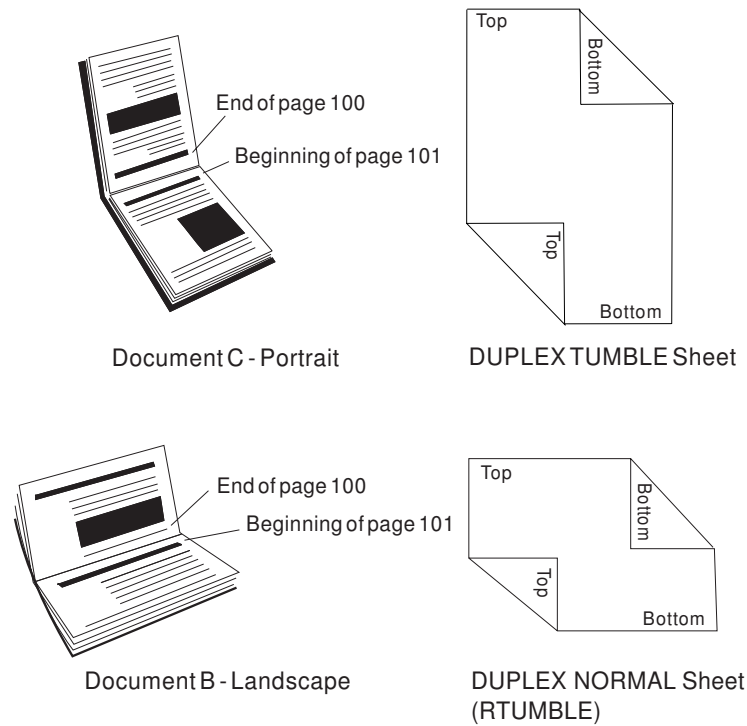 Top
Bottom
End of page 100
Beginning of page 101
Top
Bottom
Document C - Portrait
DUPLEX TUMBLE Sheet
Top
Bottom
End of page 100
Beginning of page 101
Top
Bottom
Document B - Landscape
DUPLEX NORMAL Sheet
(RTUMBLE)